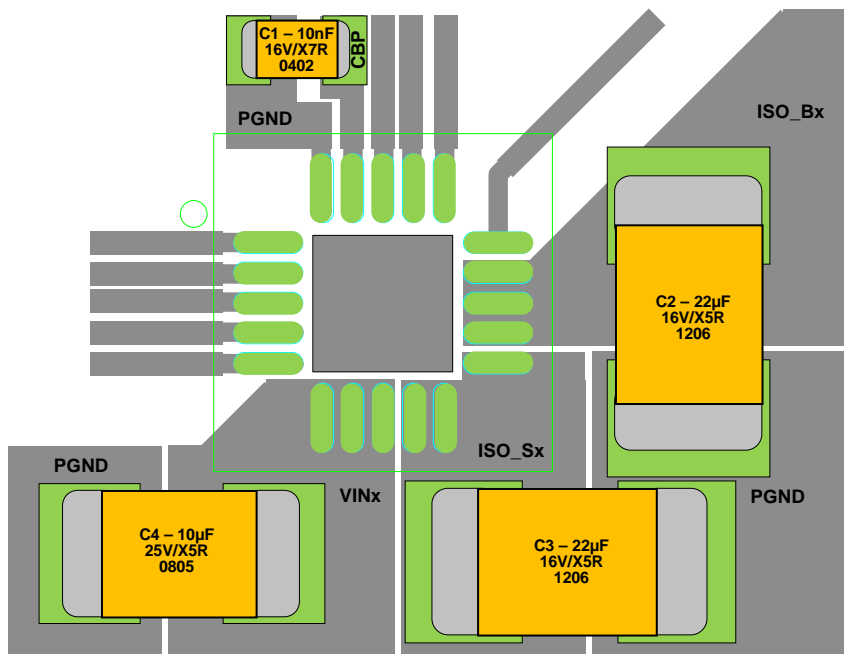 C1 – 10nF
16V/X7R
0402
CBP
PGND
ISO_Bx
C2 – 22µF
16V/X5R
1206
ISO_Sx
PGND
VINx
PGND
C4 – 10µF
25V/X5R
0805
C3 – 22µF
16V/X5R
1206